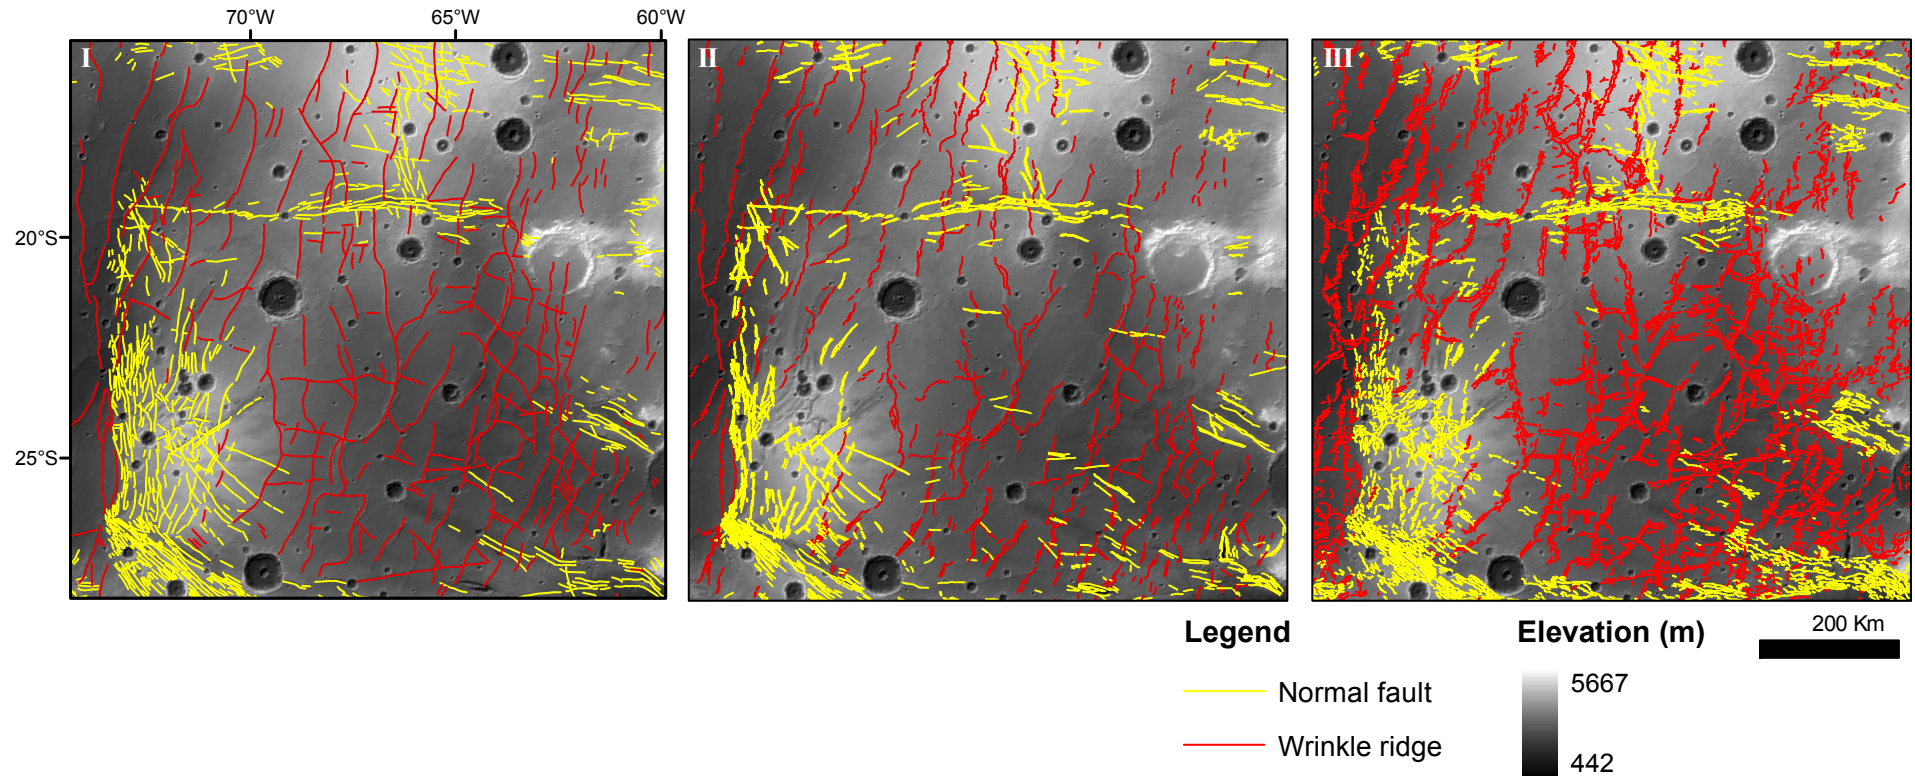 70°W 65°W 60°W
I II III
20°S
25°S
Legend
Normal fault
Wrinkle ridge
Elevation (m)
5667
442
200 Km